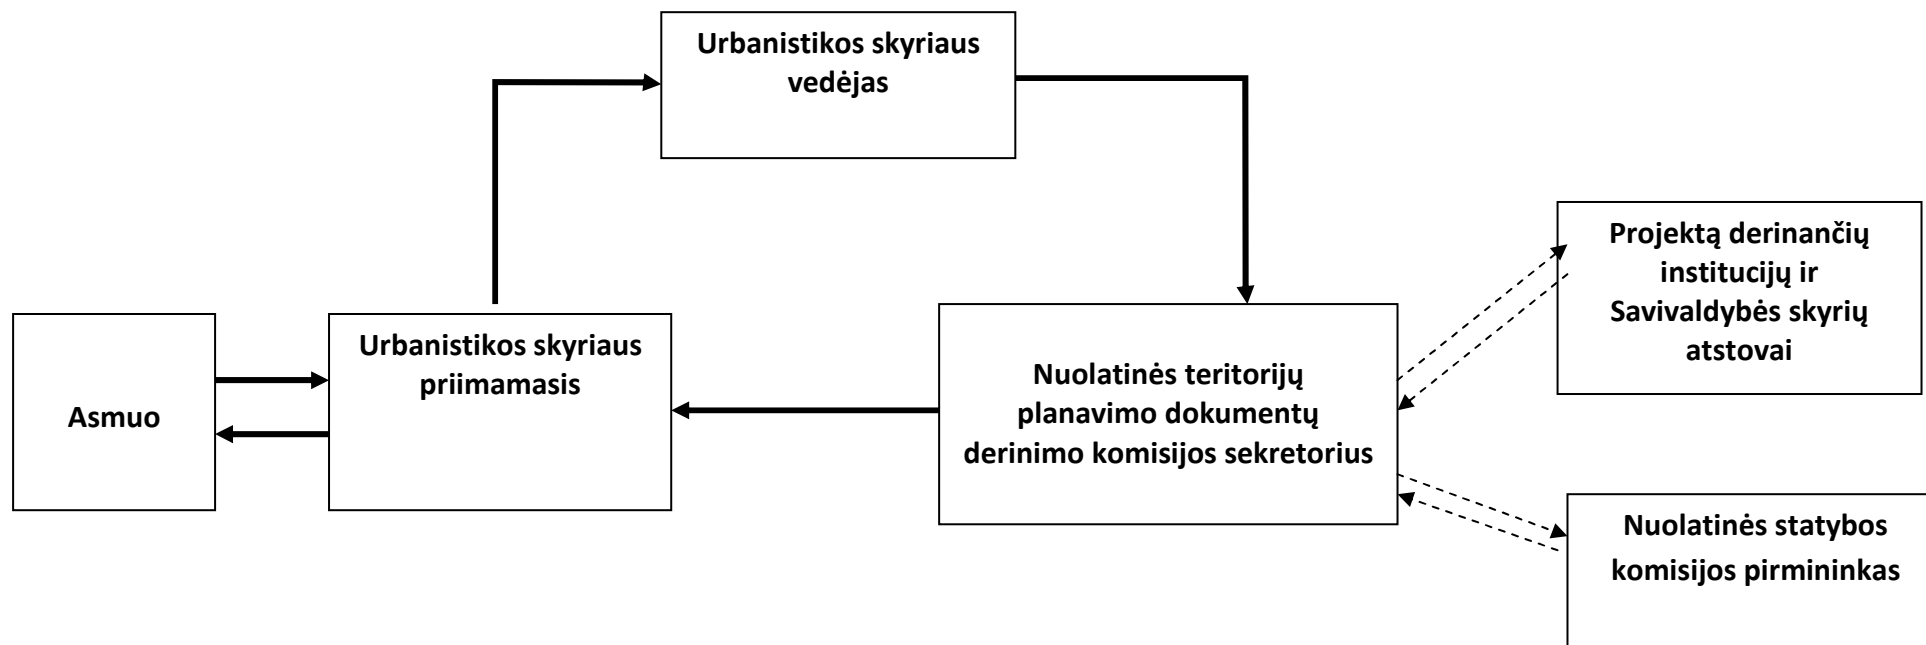 Urbanistikos skyriaus
vedėjas
Projektą derinančių
institucijų ir
Savivaldybės skyrių
atstovai
Urbanistikos skyriaus
priimamasis
Nuolatinės teritorijų
planavimo dokumentų
derinimo komisijos sekretorius
Asmuo
Nuolatinės statybos
komisijos pirmininkas